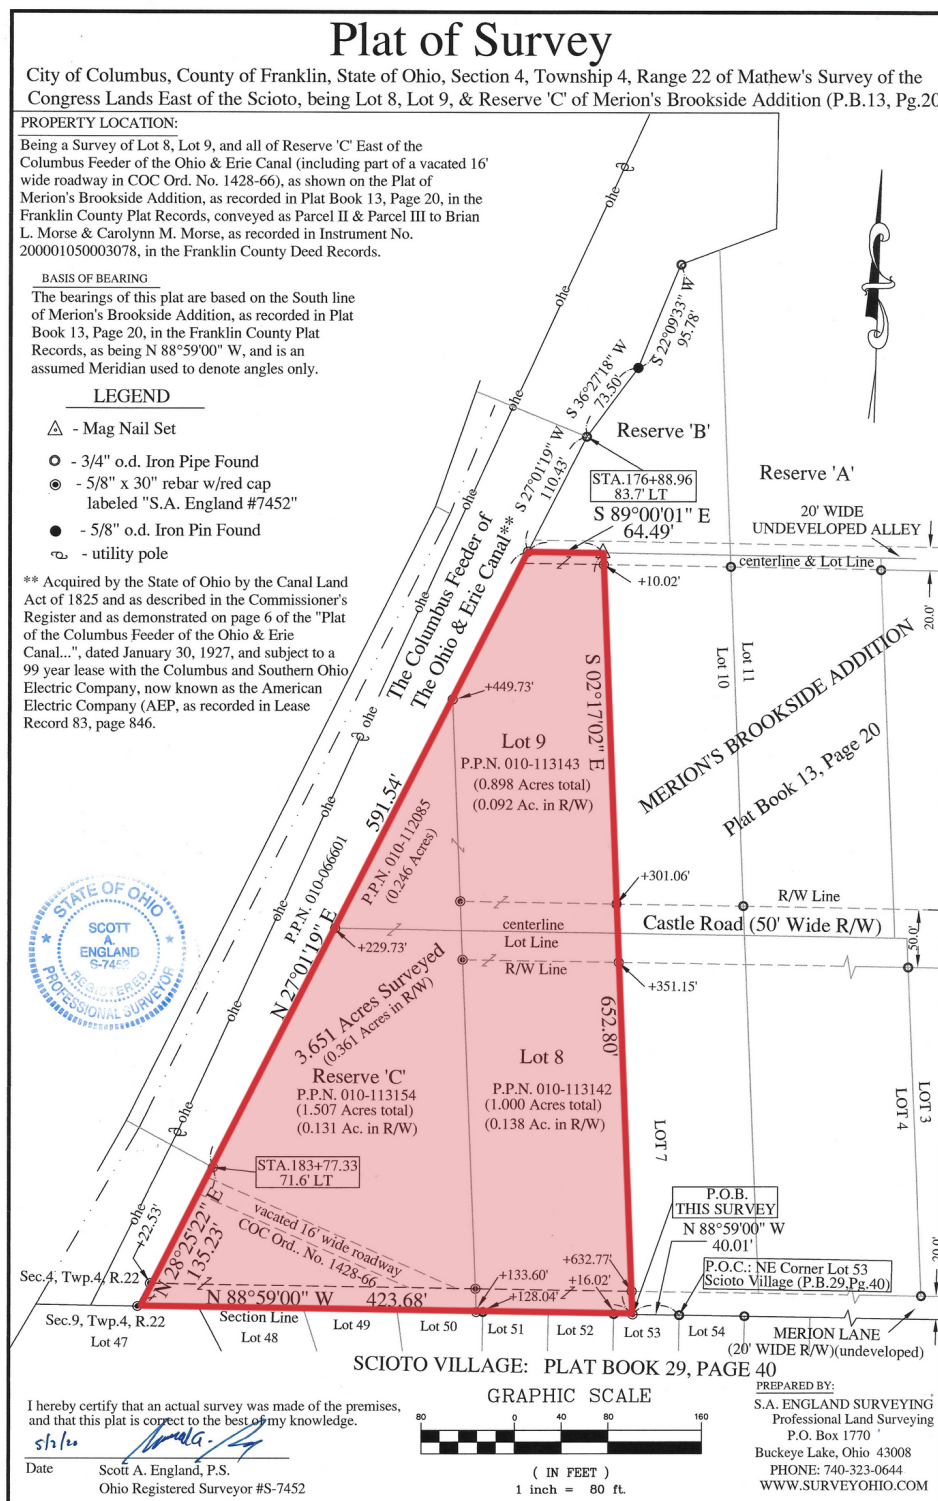 Plat of Survey
City of Columbus, County of Franklin, State of Ohio, Section 4, Township 4, Range 22 of Mathew's Survey of the
Congress Lands East of the Scioto, being Lot 8, Lot 9, & Reserve 'C' of Merion's Brookside Addition (P.B.13, Pg.20
PROPERTY LOCATION:
Being a Survey of Lot 8, Lot 9, and all of Reserve 'C' East of the
Columbus Feeder of the Ohio & Erie Canal (including part of a vacated 16'
wide roadway in COC Ord. No. 1428-66), as shown on the Plat of
Merion's Brookside Addition, as recorded in Plat Book 13, Page 20, in the
Franklin County Plat Records, conveyed as Parcel II & Parcel III to Brian
L. Morse & Carolynn M. Morse, as recorded in Instrument No.
200001050003078, in the Franklin County Deed Records.
BASIS OF BEARING
The bearings of this plat are based on the South line
of Merion's Brookside Addition, as recorded in Plat
Book 13, Page 20, in the Franklin County Plat
Records, as being N 88°59'00" W, and is an
assumed Meridian used to denote angles only.
LEGEND
- Mag Nail Set
- 3/4" o.d. Iron Pipe Found
- 5/8" x 30" rebar w/red cap
labeled "S.A. England #7452"
- 5/8" o.d. Iron Pin Found
- utility pole
** Acquired by the State of Ohio by the Canal Land
Act of 1825 and as described in the Commissioner's
Register and as demonstrated on page 6 of the "Plat
of the Columbus Feeder of the Ohio & Erie
Canal...", dated January 30, 1927, and subject to a
99 year lease with the Columbus and Southern Ohio
Electric Company, now known as the American
Electric Company (AEP, as recorded in Lease
Record 83, page 846.
ohe
ohe
ohe
ohe
ohe
ohe
ohe
ohe
ohe
ohe
ohe
S 22°09'33" W
95.78'
S 36°27'18" W
73.50'
S 27°01'19" W
110.43'
Reserve 'B'
Reserve 'A'
STA.176+88.96
83.7' LT
S 89°00'01" E
64.49'
20' WIDE
UNDEVELOPED ALLEY
centerline & Lot Line
+10.02'
20.0'
The Columbus Feeder of
The Ohio & Erie Canal**
Lot 10
Lot 11
MERION'S BROOKSIDE ADDITION
Plat Book 13, Page 20
+449.73'
S 02°17'02" E
652.80'
Lot 9
P.P.N. 010-113143
(0.898 Acres total)
(0.092 Ac. in R/W)
591.54'
N 27°01'19" E
P.P.N. 010-112085
(0.246 Acres)
P.P.N. 010-066601
+301.06'
R/W Line
centerline
Lot Line
Castle Road (50' Wide R/W)
50.0'
+229.73'
R/W Line
+351.15'
3.651 Acres Surveyed
(0.361 Acres in R/W)
Reserve 'C'
P.P.N. 010-113154
(1.507 Acres total)
(0.131 Ac. in R/W)
Lot 8
P.P.N. 010-113142
(1.000 Acres total)
(0.138 Ac. in R/W)
LOT 7
LOT 4
LOT 3
STATE OF OHIO
SCOTT
A.
ENGLAND
S-7452
REGISTERED
PROFESSIONAL SURVEYOR
STA.183+77.33
71.6' LT
vacated 16' wide roadway
COC Ord.. No. 1428-66
+22.53'
N 28°25'22" E
135.23'
P.O.B.
THIS SURVEY
N 88°59'00" W
40.01'
P.O.C.: NE Corner Lot 53
Scioto Village (P.B.29,Pg.40)
+632.77'
+133.60'
+16.02'
+128.04'
Sec.4, Twp.4, R.22
N 88°59'00" W 423.68'
Section Line
Sec.9, Twp.4, R.22
Lot 47
Lot 48
Lot 49
Lot 50
Lot 51
Lot 52
Lot 53
Lot 54
MERION LANE
(20' WIDE R/W)(undeveloped)
SCIOTO VILLAGE: PLAT BOOK 29, PAGE 40
I hereby certify that an actual survey was made of the premises,
and that this plat is correct to the best of my knowledge.
5/2/20
Date
Scott A. England, P.S.
Ohio Registered Surveyor #S-7452
GRAPHIC SCALE
80 0 40 80 160
( IN FEET )
1 inch = 80 ft.
PREPARED BY:
S.A. ENGLAND SURVEYING
Professional Land Surveying
P.O. Box 1770
Buckeye Lake, Ohio 43008
PHONE: 740-323-0644
WWW.SURVEYOHIO.COM